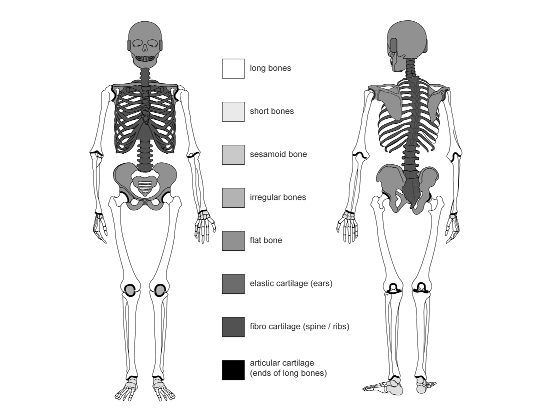 long bones
short bones
sesamoid bone
irregular bones
flat bone
elastic cartilage (ears)
fibro cartilage (spine / ribs)
articular cartilage
(ends of long bones)